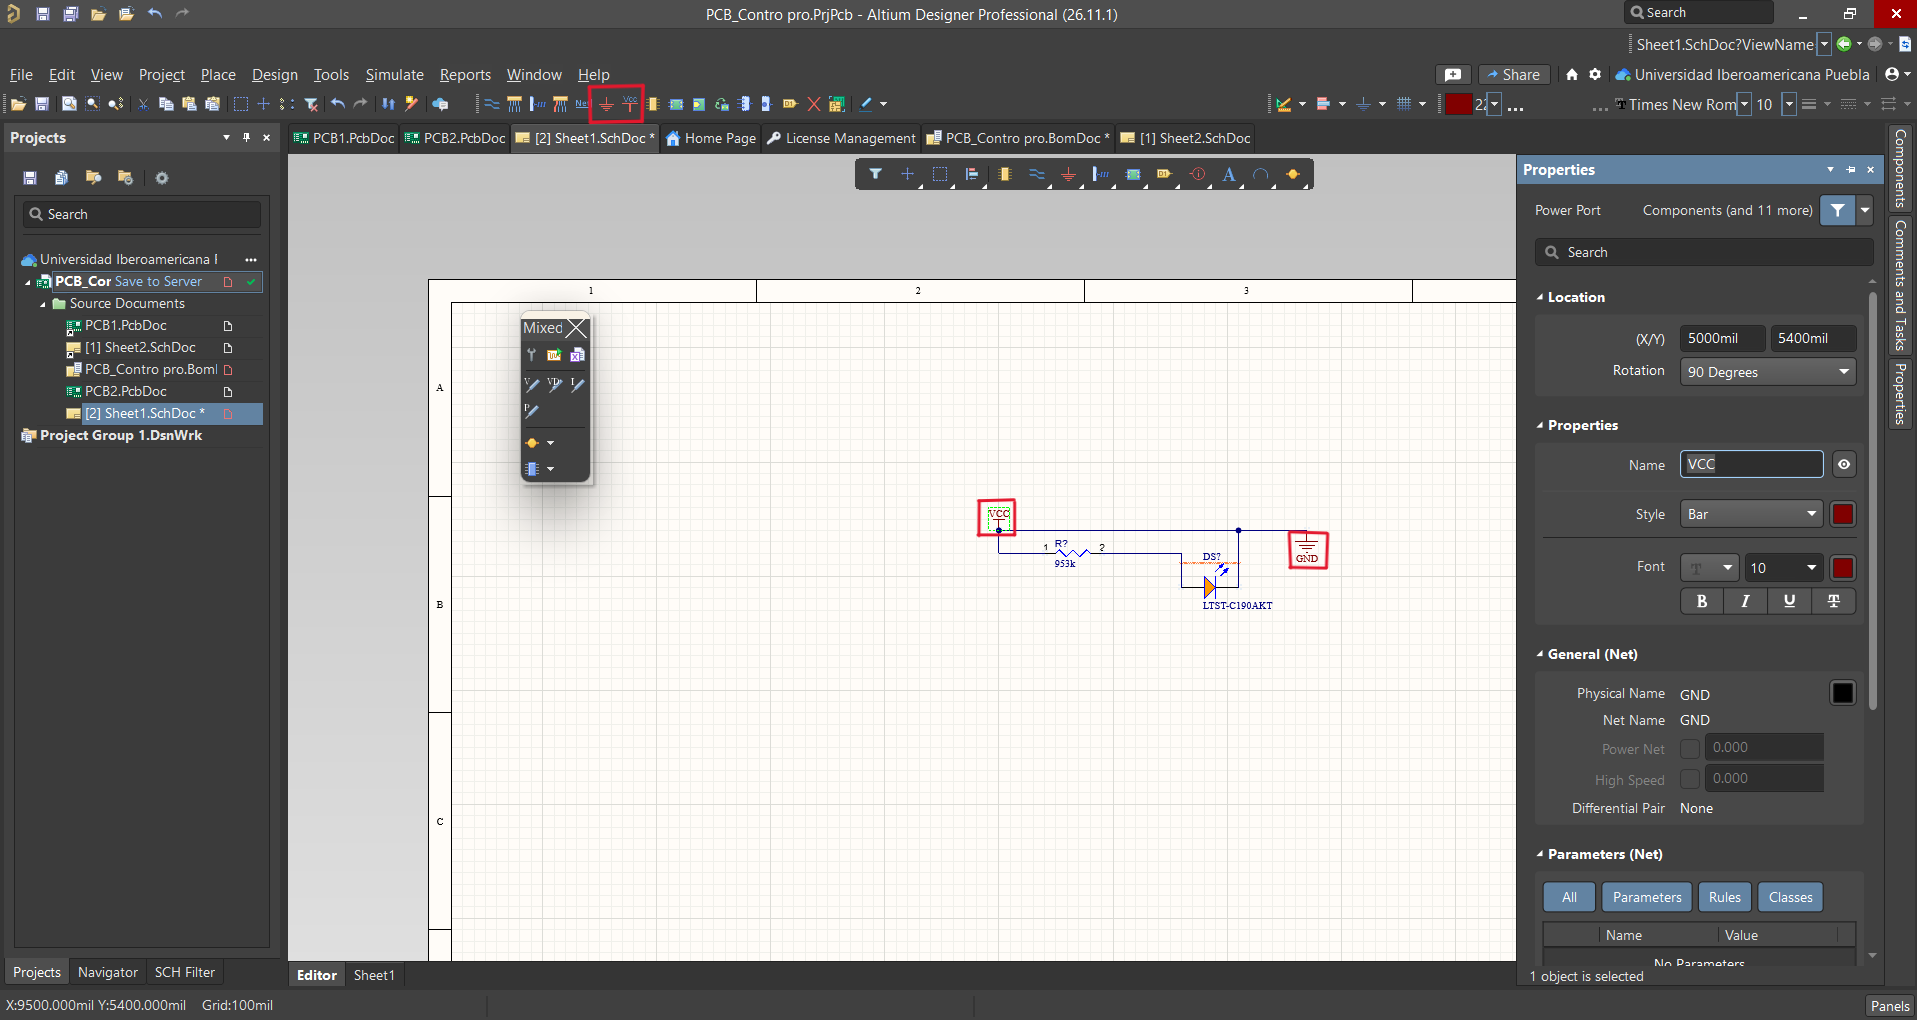 PCB_Contro pro.PrjPcb - Altium Designer Professional (26.11.1)
Search
Sheet1.SchDoc?ViewName
File Edit View Project Place Design Tools Simulate Reports Window Help
Share
Universidad Iberoamericana Puebla
Net
Vcc
D1
22
...
...
Times New Rom
10
Projects
PCB1.PcbDoc
PCB2.PcbDoc
[2] Sheet1.SchDoc *
Home Page
License Management
PCB_Contro pro.BomDoc *
[1] Sheet2.SchDoc
Search
Universidad Iberoamericana
PCB_Cor Save to Server
Source Documents
PCB1.PcbDoc
[1] Sheet2.SchDoc
PCB_Contro pro.Boml
PCB2.PcbDoc
[2] Sheet1.SchDoc *
Project Group 1.DsnWrk
Projects Navigator SCH Filter
D1
A
1 2 3
A
B
C
Mixed
V VD I
P
VCC
R?
1 2
953k
DS?
LTST-C190AKT
GND
Editor Sheet1
Properties
Power Port Components (and 11 more)
Search
Location
(X/Y) 5000mil 5400mil
Rotation 90 Degrees
Properties
Name VCC
Style Bar
Font T 10
B I U T
General (Net)
Physical Name GND
Net Name GND
Power Net 0.000
High Speed 0.000
Differential Pair None
Parameters (Net)
All Parameters Rules Classes
Name Value
No Parameters
1 object is selected
Components
Comments and Tasks
Properties
X:9500.000mil Y:5400.000mil Grid:100mil
Panels